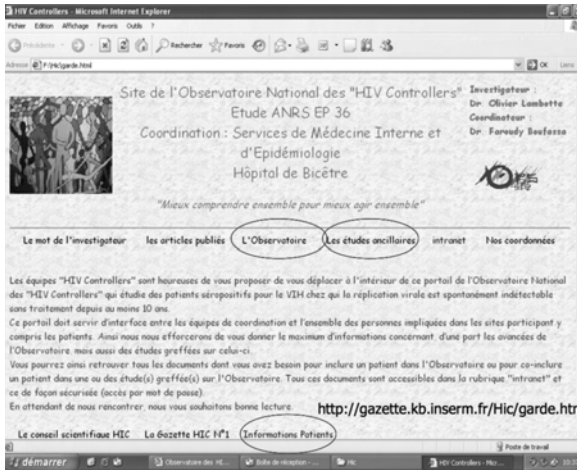 HIV Controllers - Microsoft Internet Explorer
Fichier Edition Affichage Favoris Outils ?
Précédente Rechercher Favoris
Adresse F:\Hic\garde.html OK Liens
Site de l'Observatoire National des "HIV Controllers"
Etude ANRS EP 36
Coordination : Services de Médecine Interne et
d'Epidémiologie
Hôpital de Bicêtre
"Mieux comprendre ensemble pour mieux agir ensemble"
Investigateur :
Dr. Olivier Lambotte
Coordinateur :
Dr. Faroudy Boufassa
Le mot de l'investigateur les articles publiés L'Observatoire Les études ancillaires intranet Nos coordonnées
Les équipes "HIV Controllers" sont heureuses de vous proposer de vous déplacer à l'intérieur de ce portail de l'Observatoire National
des "HIV Controllers" qui étudie des patients séropositifs pour le VIH chez qui la réplication virale est spontanément indétectable
sans traitement depuis au moins 10 ans.
Ce portail doit servir d'interface entre les équipes de coordination et l'ensemble des personnes impliquées dans les sites participant y
compris les patients. Ainsi nous nous efforcerons de vous donner le maximum d'informations concernant, d'une part les avancées de
l'Observatoire, mais aussi des études greffées sur celui-ci.
Vous pourrez ainsi retrouver tous les documents dont vous avez besoin pour inclure un patient dans l'Observatoire ou pour co-inclure
un patient dans une ou des étude(s) greffée(s) sur l'Observatoire. Tous ces documents sont accessibles dans la rubrique "intranet" et
ce de façon sécurisée (accès par mot de passe).
En attendant de nous rencontrer, nous vous souhaitons bonne lecture.
http://gazette.kb.inserm.fr/Hic/garde.htm
Le conseil scientifique HIC La Gazette HIC N°1 Informations Patients
Poste de travail
démarrer Observatoire des HI... Boîte de réception - ... Hic HIV Controllers - Micr...